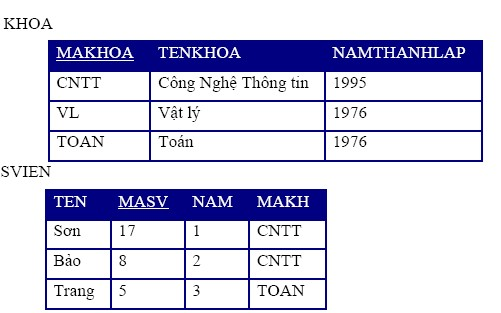 KHOA
MAKHOA TENKHOA NAMTHANHLAP
CNTT Công Nghệ Thông tin 1995
VL Vật lý 1976
TOAN Toán 1976
SVIEN
TEN MASV NAM MAKH
Sơn 17 1 CNTT
Bảo 8 2 CNTT
Trang 5 3 TOAN